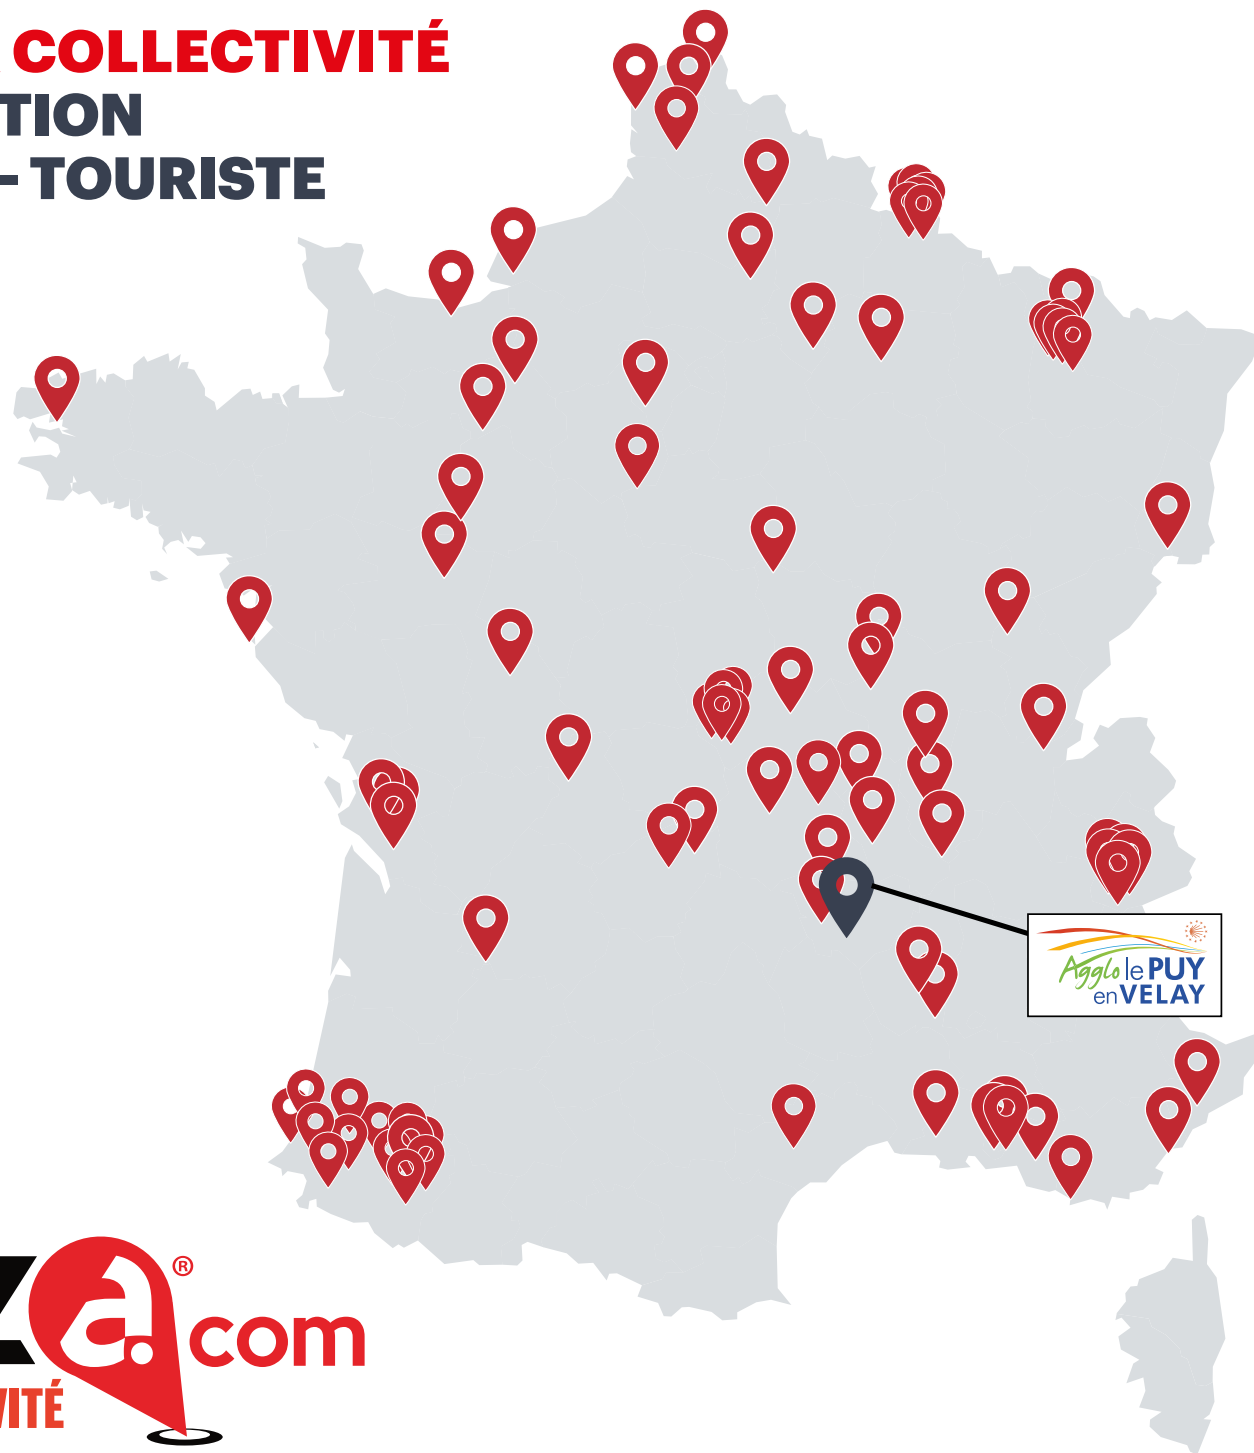 COLLECTIVITÉ
TION
- TOURISTE
Agglo le PUY
en VELAY
a.com®
VITÉ